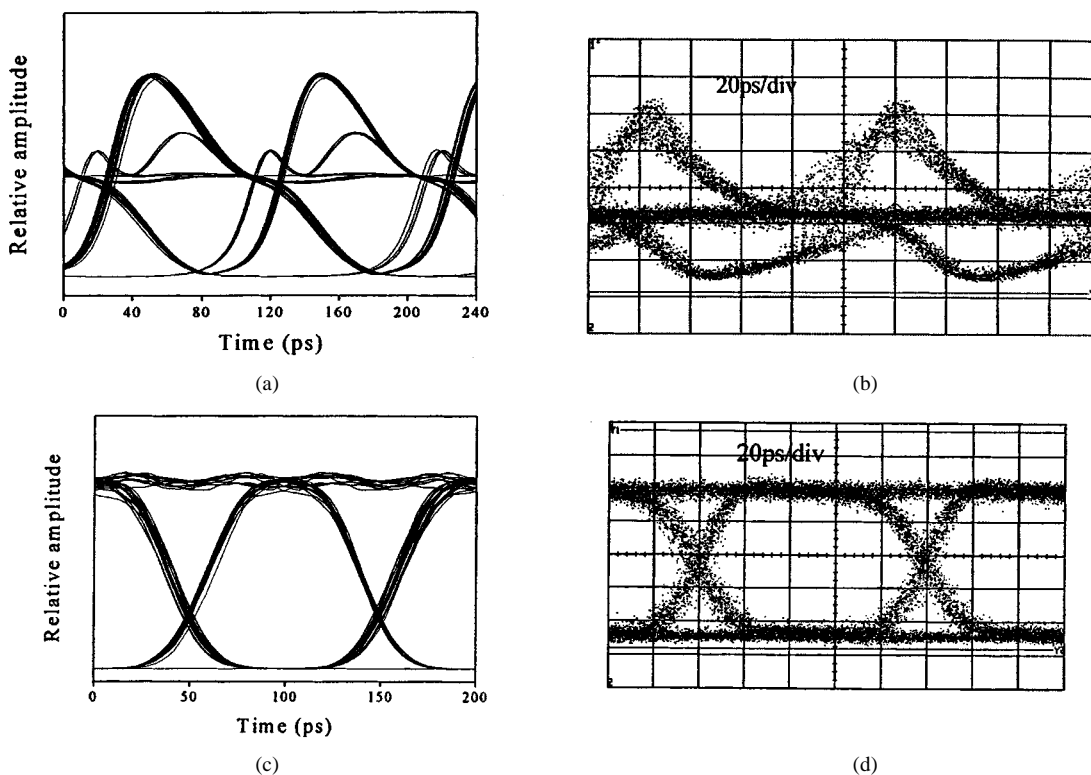 Relative amplitude
0 40 80 120 160 200 240
Time (ps)
(a)
20ps/div
(b)
Relative amplitude
0 50 100 150 200
Time (ps)
(c)
20ps/div
(d)